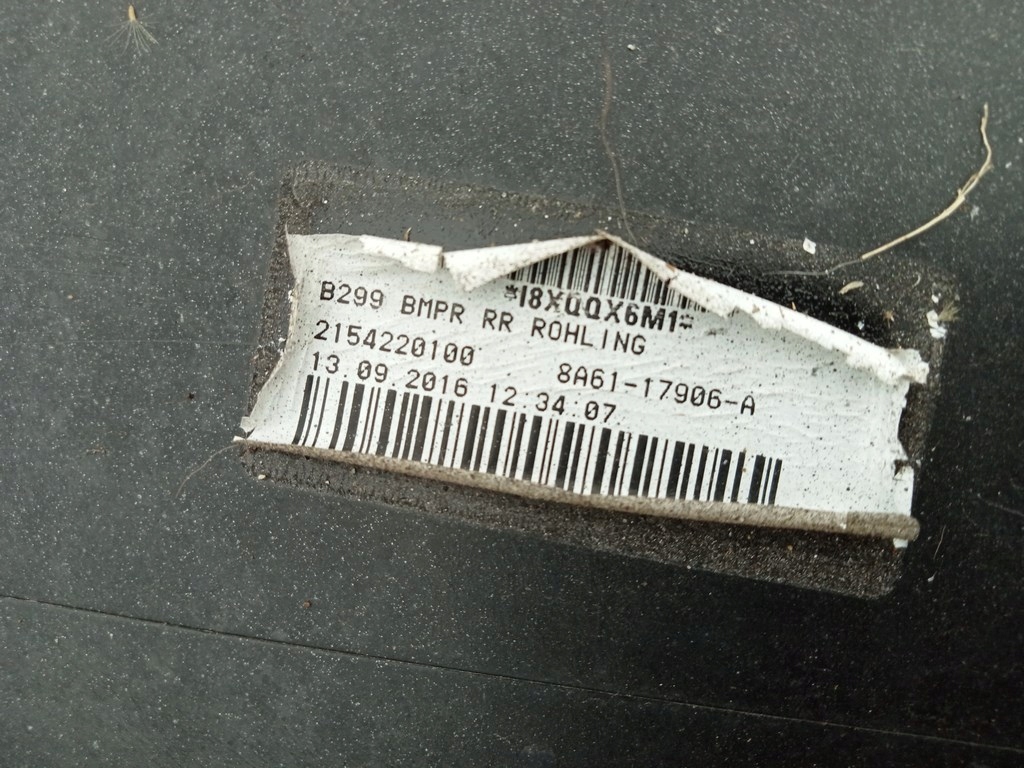 *I8XQQX6M1*
B299 BMPR RR ROHLING
2154220100 8A61-17906-A
13.09.2016 12.34.07